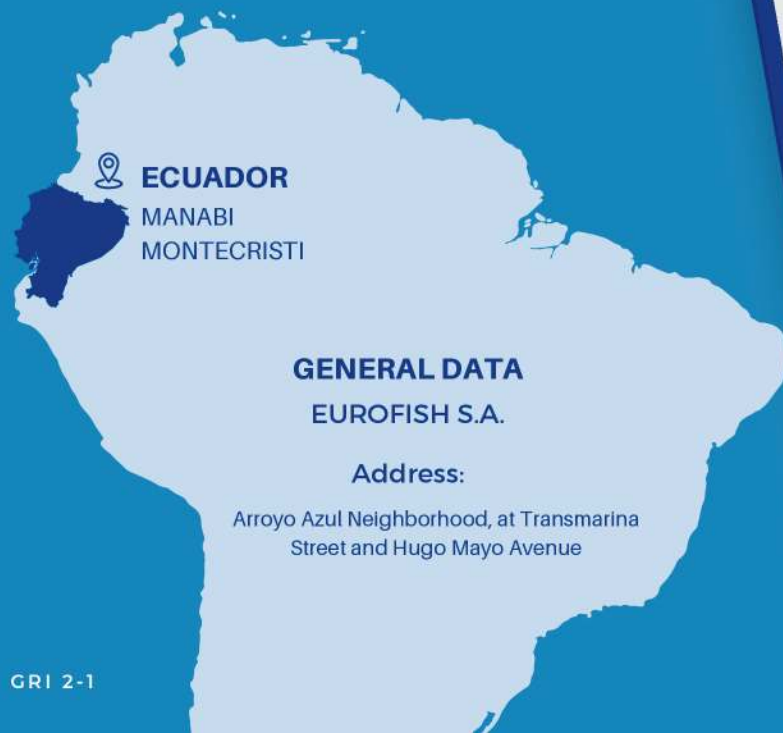 ECUADOR
MANABI
MONTECRISTI
GENERAL DATA
EUROFISH S.A.
Address:
Arroyo Azul Neighborhood, at Transmarina
Street and Hugo Mayo Avenue
GRI 2-1